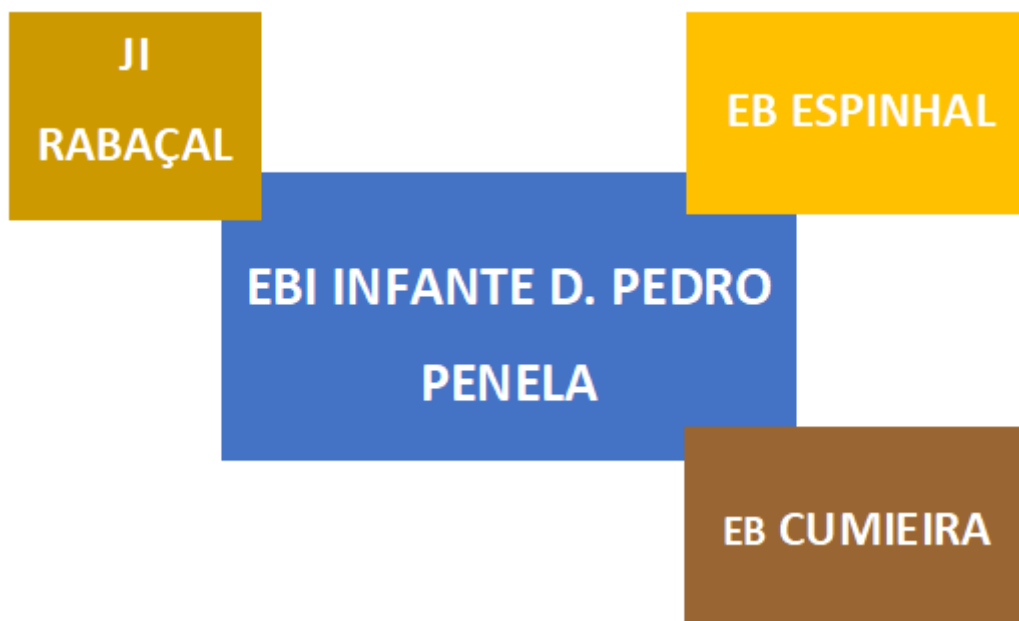 JI
RABAÇAL
EB ESPINHAL
EBI INFANTE D. PEDRO
PENELA
EB CUMIEIRA